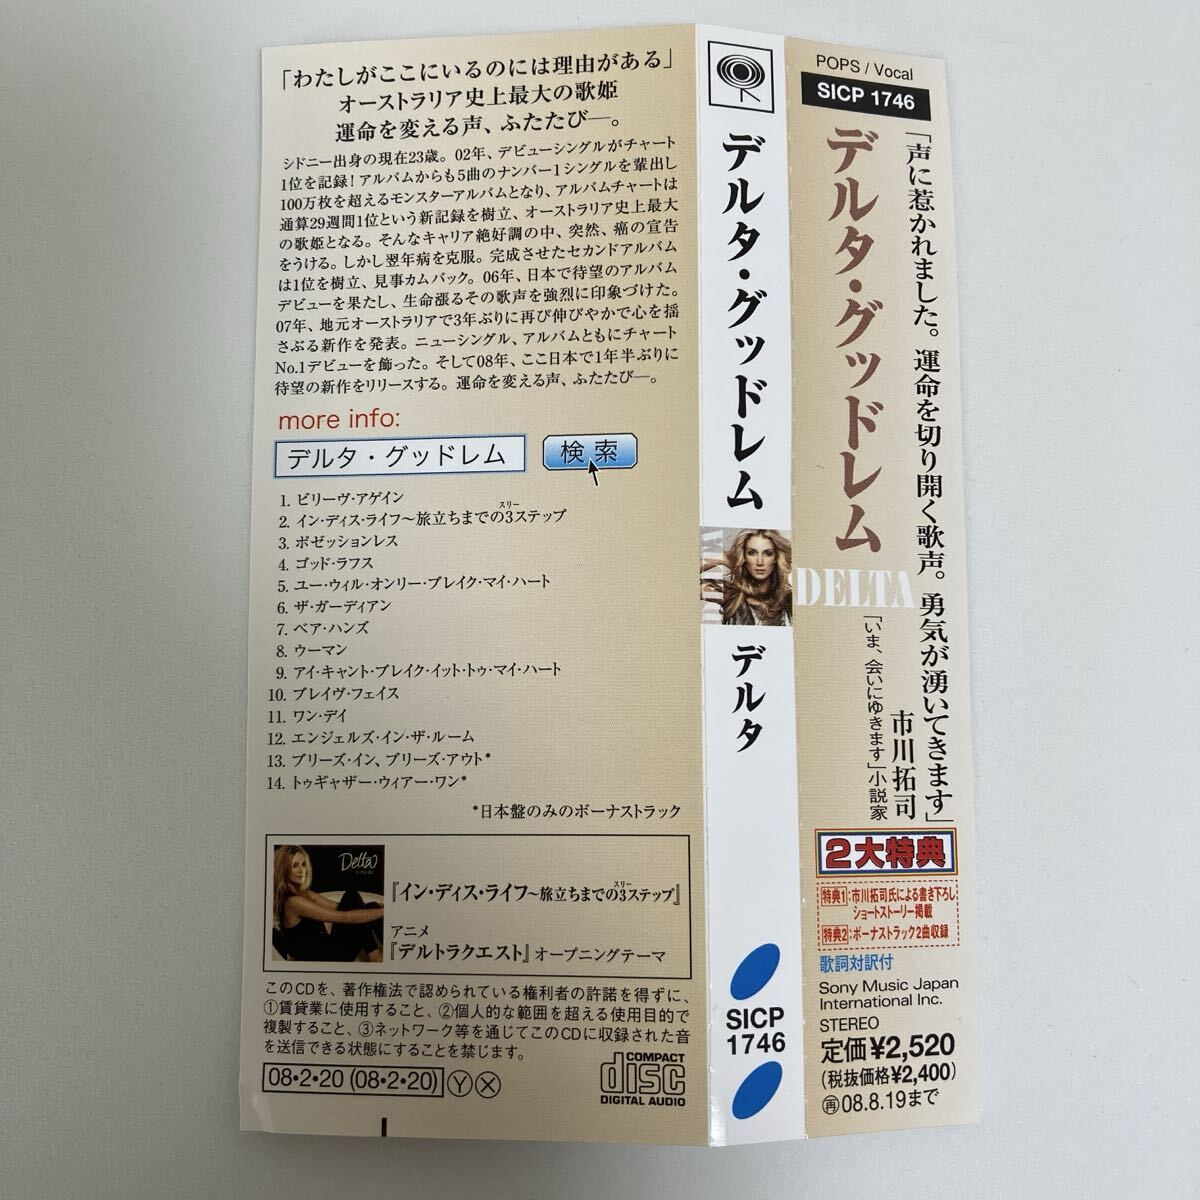 「わたしがここにいるのには理由がある」
オーストラリア史上最大の歌姫
運命を変える声、ふたたび―。
シドニー出身の現在23歳。02年、デビューシングルがチャート
1位を記録!アルバムからも5曲のナンバー1シングルを輩出し
100万枚を超えるモンスターアルバムとなり、アルバムチャートは
通算29週間1位という新記録を樹立、オーストラリア史上最大
の歌姫となる。そんなキャリア絶好調の中、突然、癌の宣告
をうける。しかし翌年病を克服。完成させたセカンドアルバム
は1位を樹立、見事カムバック。06年、日本で待望のアルバム
デビューを果たし、生命漲るその歌声を強烈に印象づけた。
07年、地元オーストラリアで3年ぶりに再び伸びやかで心を揺
さぶる新作を発表。ニューシングル、アルバムともにチャート
No.1デビューを飾った。そして08年、ここ日本で1年半ぶりに
待望の新作をリリースする。運命を変える声、ふたたび―。
more info:
デルタ・グッドレム 検索
1. ビリーヴ・アゲイン
2. イン・ディス・ライフ～旅立ちまでの3ステップ
スリー
3. ポゼッションレス
4. ゴッド・ラフス
5. ユー・ウィル・オンリー・ブレイク・マイ・ハート
6. ザ・ガーディアン
7. ベア・ハンズ
8. ウーマン
9. アイ・キャント・ブレイク・イット・トゥ・マイ・ハート
10. ブレイヴ・フェイス
11. ワン・デイ
12. エンジェルズ・イン・ザ・ルーム
13. ブリーズ・イン、ブリーズ・アウト*
14. トゥギャザー・ウィアー・ワン*
*日本盤のみのボーナストラック
Delta
『イン・ディス・ライフ～旅立ちまでの3ステップ』
スリー
アニメ
『デルトラクエスト』オープニングテーマ
このCDを、著作権法で認められている権利者の許諾を得ずに、
①賃貸業に使用すること、②個人的な範囲を超える使用目的で
複製すること、③ネットワーク等を通じてこのCDに収録された音
を送信できる状態にすることを禁じます。
08・2・20 (08・2・20) Ⓨ Ⓧ
COMPACT
disc
DIGITAL AUDIO
デルタ・グッドレム
デルタ
SICP
1746
POPS / Vocal
SICP 1746
「声に惹かれました。運命を切り開く歌声。勇気が湧いてきます」
市川拓司
「いま、会いにゆきます」小説家
デルタ・グッドレム
DELTA
2大特典
特典1:市川拓司氏による書き下ろし
ショートストーリー掲載
特典2:ボーナストラック2曲収録
歌詞対訳付
Sony Music Japan
International Inc.
STEREO
定価¥2,520
(税抜価格¥2,400)
㊢08.8.19まで